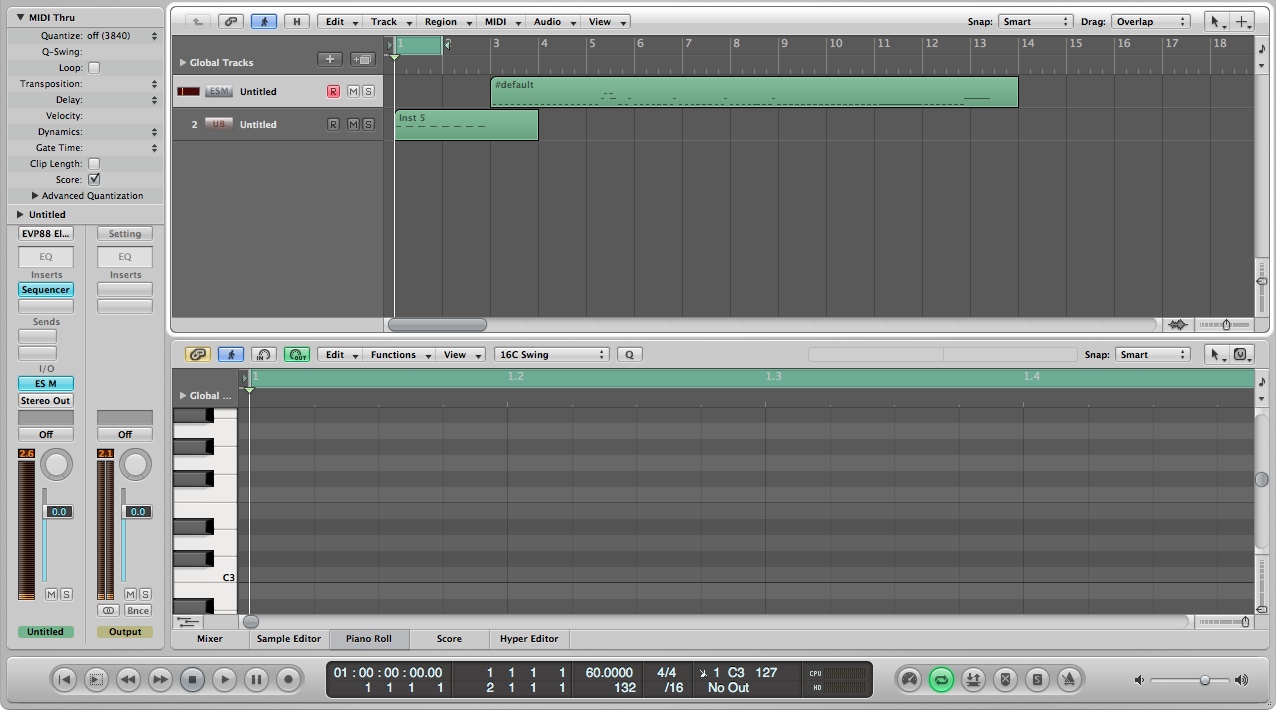 MIDI Thru
Quantize: off (3840)
Q-Swing:
Loop:
Transposition:
Delay:
Velocity:
Dynamics:
Gate Time:
Clip Length:
Score:
Advanced Quantization
Untitled
EVP88 El... Setting
EQ EQ
Inserts Inserts
Sequencer
Sends
I/O
ES M
Stereo Out
Off Off
2.6 2.1
0.0 0.0
M S M S
Bnce
Untitled Output
H Edit Track Region MIDI Audio View Snap: Smart Drag: Overlap
1 2 3 4 5 6 7 8 9 10 11 12 13 14 15 16 17 18
Global Tracks
ESM Untitled R M S
#default
2 UB Untitled R M S
Inst 5
IN OUT Edit Functions View 16C Swing Q Snap: Smart
1 1.2 1.3 1.4
Global ...
C3
Mixer Sample Editor Piano Roll Score Hyper Editor
01 : 00 : 00 : 00.00 1 1 1 1 60.0000 4/4 1 C3 127 CPU
1 1 1 1 2 1 1 1 132 /16 No Out HD
S